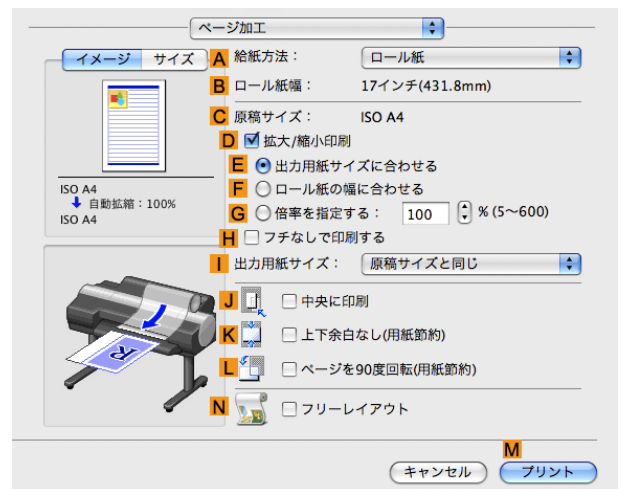 ページ加工
イメージ サイズ
A 給紙方法： ロール紙
B ロール紙幅： 17インチ(431.8mm)
C 原稿サイズ： ISO A4
D 拡大/縮小印刷
E 出力用紙サイズに合わせる
F ロール紙の幅に合わせる
G 倍率を指定する： 100 % (5～600)
ISO A4
自動拡縮：100%
ISO A4
H フチなしで印刷する
I 出力用紙サイズ： 原稿サイズと同じ
J 中央に印刷
K 上下余白なし(用紙節約)
L ページを90度回転(用紙節約)
R
N フリーレイアウト
M
キャンセル プリント